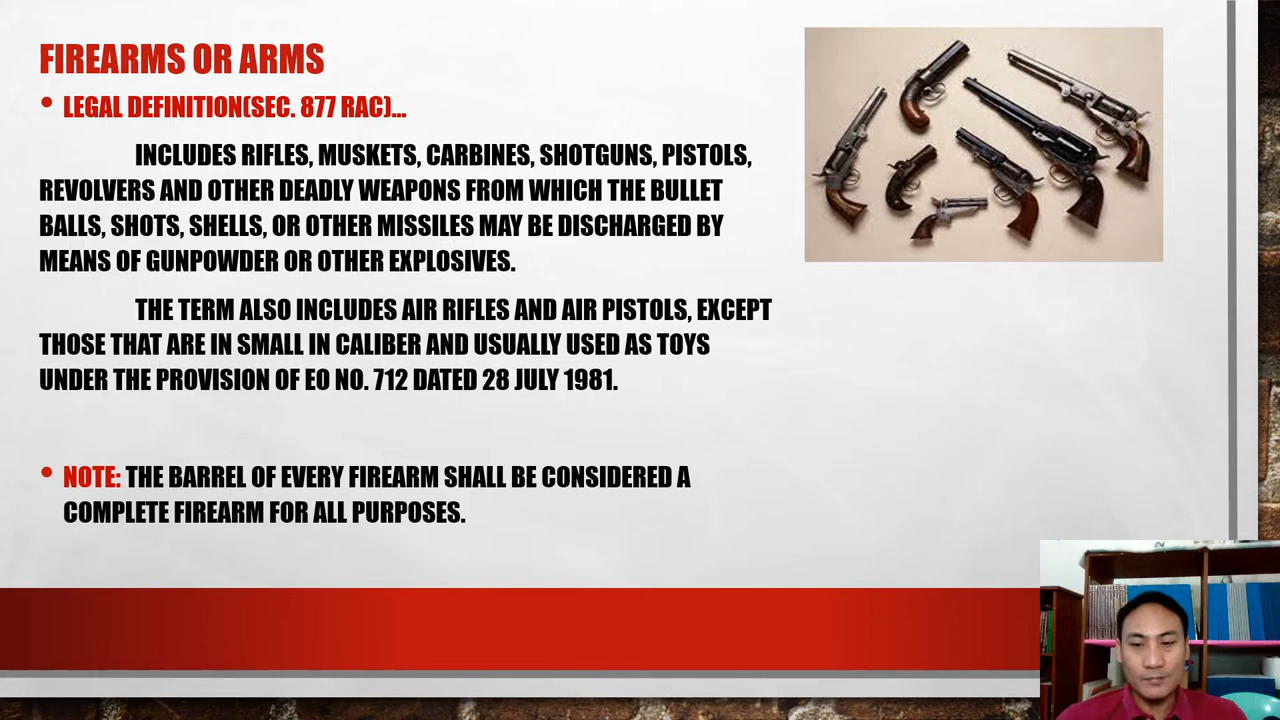 FIREARMS OR ARMS
• LEGAL DEFINITION(SEC. 877 RAC)...
INCLUDES RIFLES, MUSKETS, CARBINES, SHOTGUNS, PISTOLS,
REVOLVERS AND OTHER DEADLY WEAPONS FROM WHICH THE BULLET
BALLS, SHOTS, SHELLS, OR OTHER MISSILES MAY BE DISCHARGED BY
MEANS OF GUNPOWDER OR OTHER EXPLOSIVES.
THE TERM ALSO INCLUDES AIR RIFLES AND AIR PISTOLS, EXCEPT
THOSE THAT ARE IN SMALL IN CALIBER AND USUALLY USED AS TOYS
UNDER THE PROVISION OF EO NO. 712 DATED 28 JULY 1981.
• NOTE: THE BARREL OF EVERY FIREARM SHALL BE CONSIDERED A
COMPLETE FIREARM FOR ALL PURPOSES.